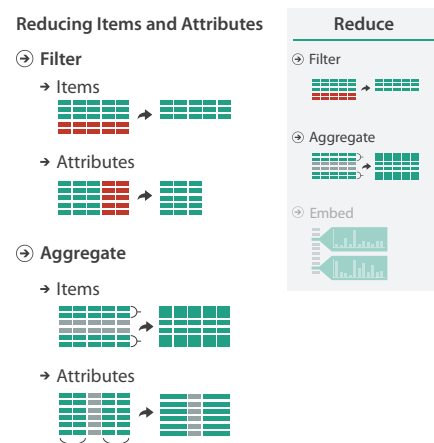 Reducing Items and Attributes
Filter
Items
Attributes
Aggregate
Items
Attributes
Reduce
Filter
Aggregate
Embed